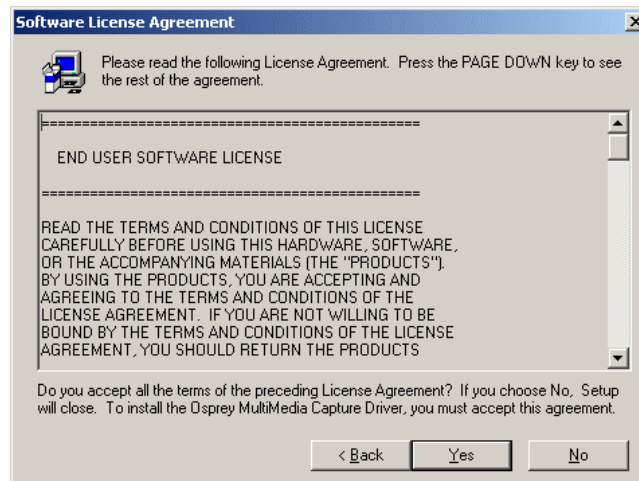 Software License Agreement
Please read the following License Agreement. Press the PAGE DOWN key to see
the rest of the agreement.
==================================================
END USER SOFTWARE LICENSE
==================================================
READ THE TERMS AND CONDITIONS OF THIS LICENSE
CAREFULLY BEFORE USING THIS HARDWARE, SOFTWARE,
OR THE ACCOMPANYING MATERIALS (THE "PRODUCTS").
BY USING THE PRODUCTS, YOU ARE ACCEPTING AND
AGREEING TO THE TERMS AND CONDITIONS OF THE
LICENSE AGREEMENT. IF YOU ARE NOT WILLING TO BE
BOUND BY THE TERMS AND CONDITIONS OF THE LICENSE
AGREEMENT, YOU SHOULD RETURN THE PRODUCTS
Do you accept all the terms of the preceding License Agreement? If you choose No, Setup
will close. To install the Osprey MultiMedia Capture Driver, you must accept this agreement.
< Back Yes No